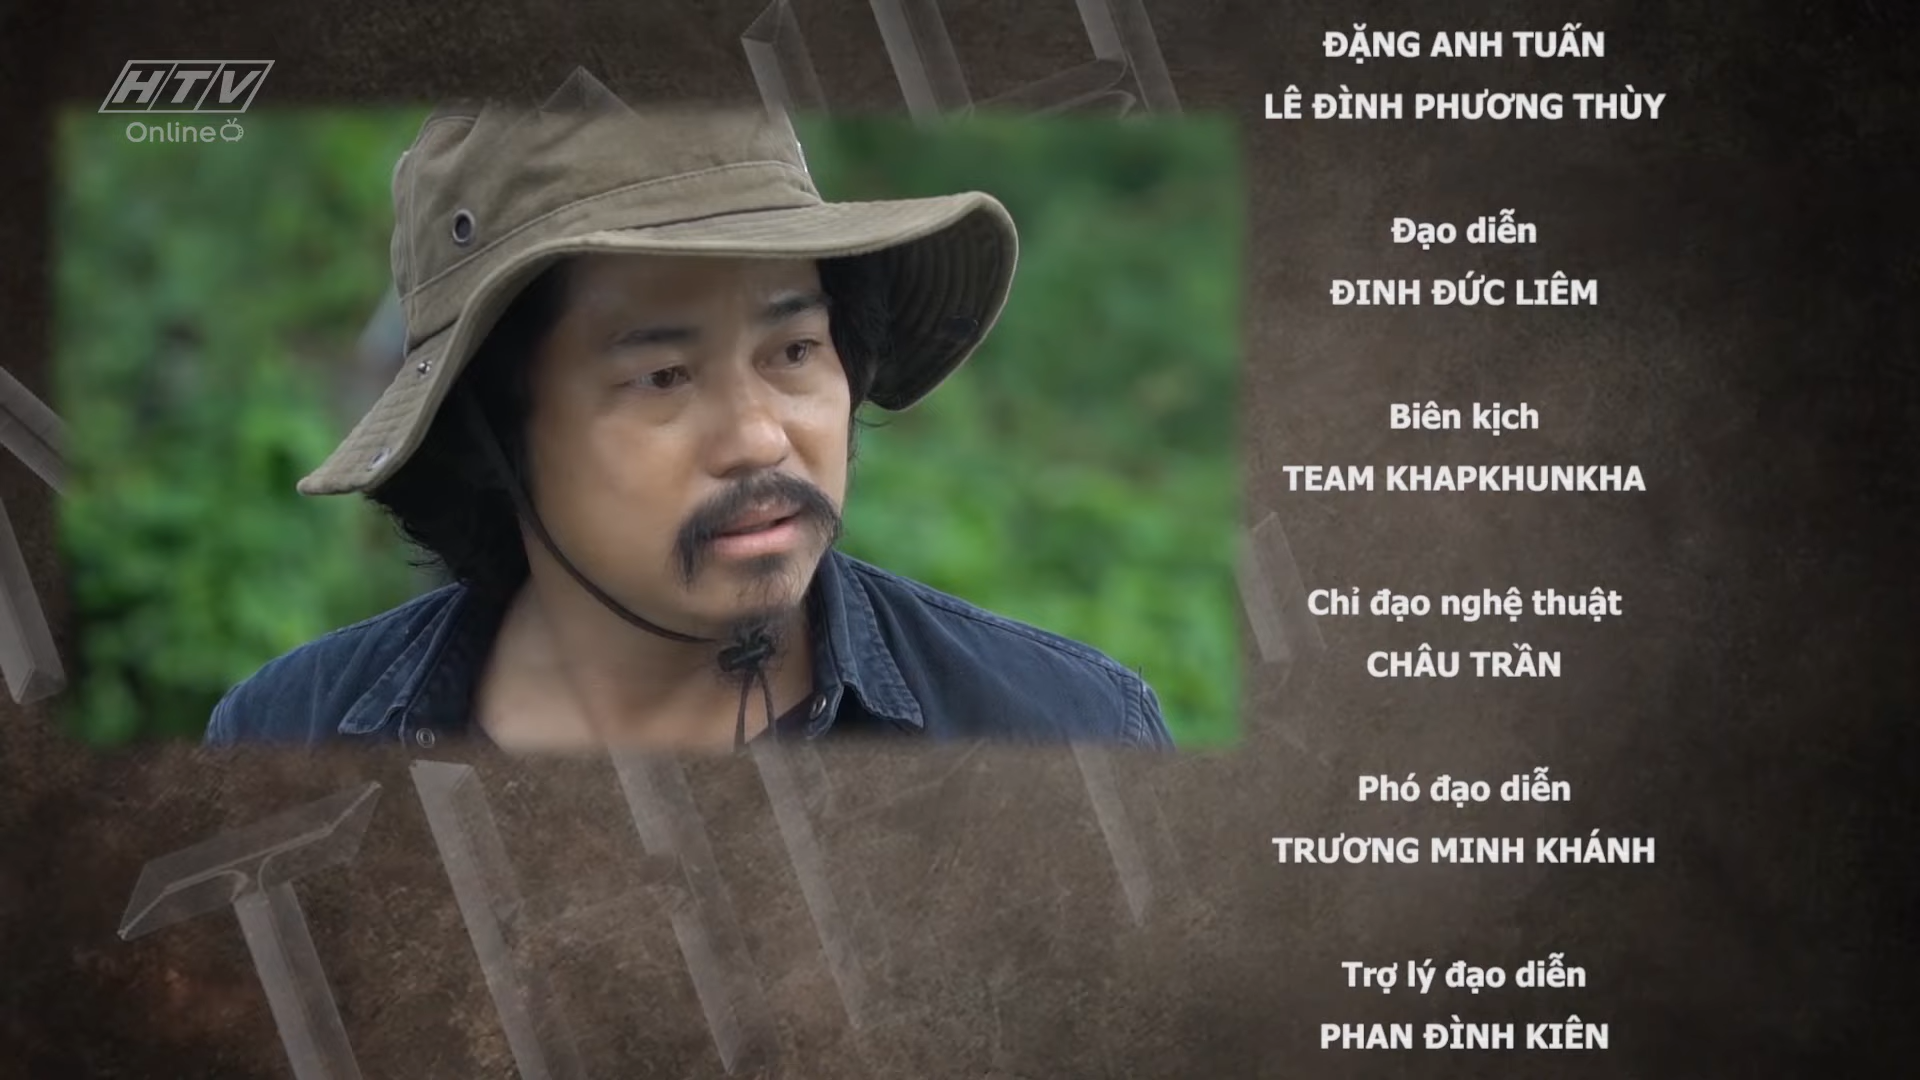 HTV
Online
ĐẶNG ANH TUẤN
LÊ ĐÌNH PHƯƠNG THÙY
Đạo diễn
ĐINH ĐỨC LIÊM
Biên kịch
TEAM KHAPKHUNKHA
Chỉ đạo nghệ thuật
CHÂU TRẦN
Phó đạo diễn
TRƯƠNG MINH KHÁNH
Trợ lý đạo diễn
PHAN ĐÌNH KIÊN